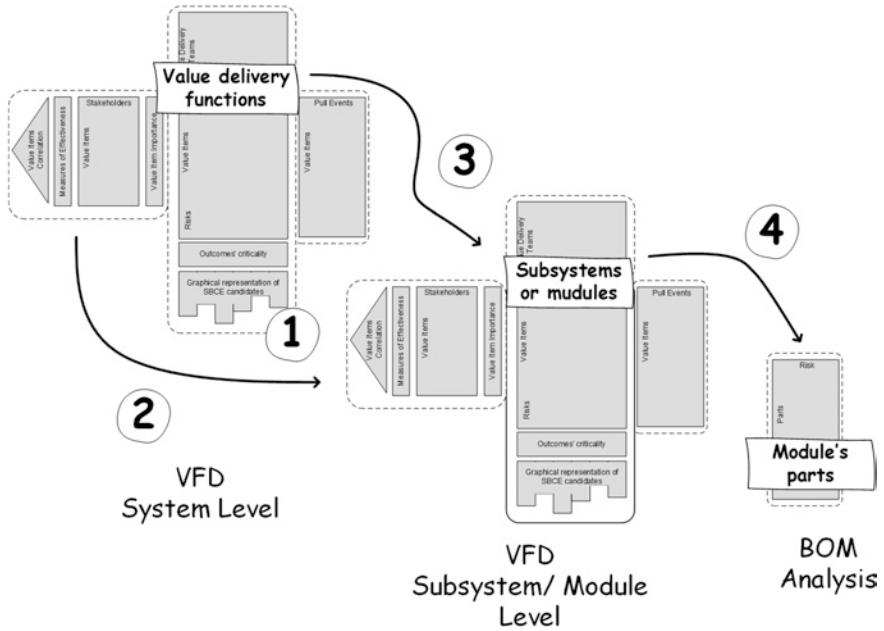 Value Delivery
Teams
Value delivery
functions
Stakeholders
Pull Events
Value Items
Correlation
Measures of Effectiveness
Value Items
Value Item Importance
Value Items
Risks
Value Items
Outcomes' criticality
Graphical representation of
SBCE candidates
1
2
3
4
VFD
System Level
Delivery
Teams
Subsystems
or mudules
Stakeholders
Pull Events
Value Items
Correlation
Measures of Effectiveness
Value Items
Value Item Importance
Value Items
Risks
Value Items
Outcomes' criticality
Graphical representation of
SBCE candidates
VFD
Subsystem/ Module
Level
Risk
Parts
Module's
parts
BOM
Analysis